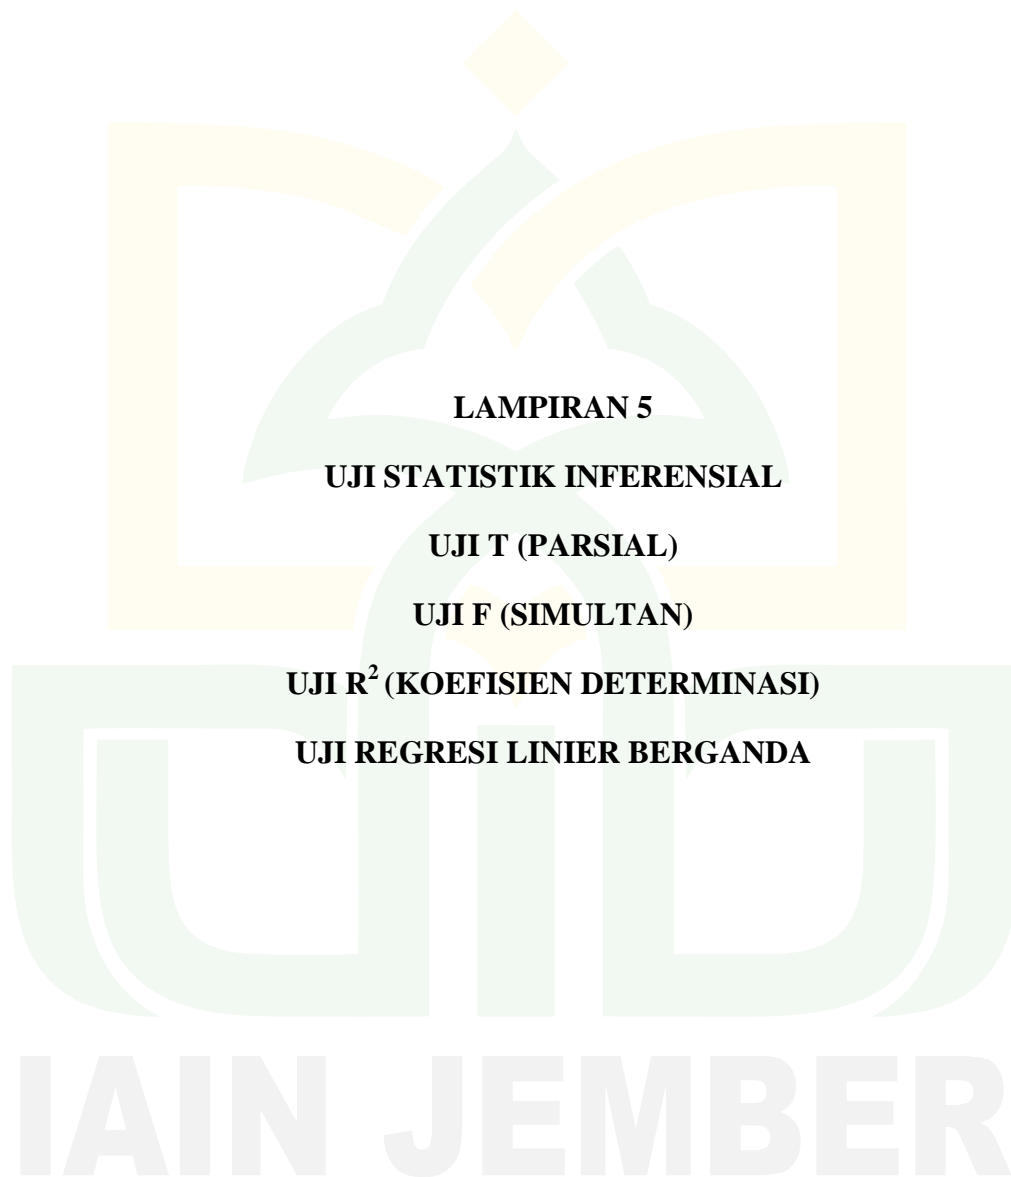 LAMPIRAN 5
UJI STATISTIK INFERENSIAL
UJI T (PARSIAL)
UJI F (SIMULTAN)
UJI R² (KOEFISIEN DETERMINASI)
UJI REGRESI LINIER BERGANDA
IAIN JEMBER